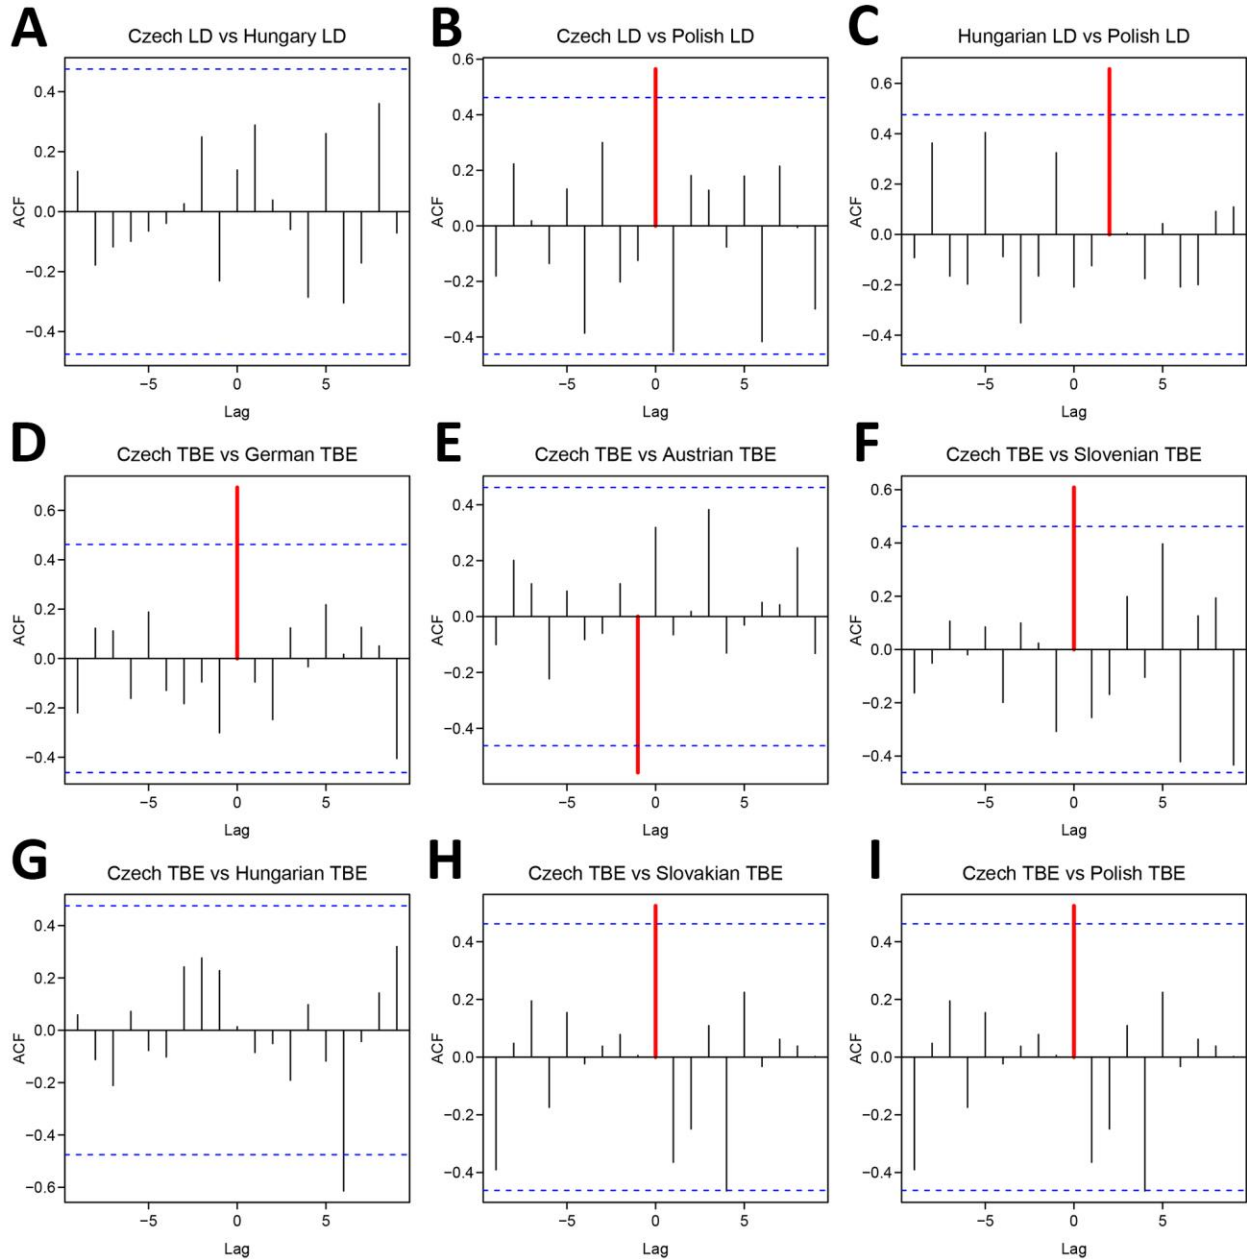 A
Czech LD vs Hungary LD
0.4
0.2
0.0
−0.2
−0.4
ACF
−5 0 5
Lag
B
Czech LD vs Polish LD
0.6
0.4
0.2
0.0
−0.2
−0.4
ACF
−5 0 5
Lag
C
Hungarian LD vs Polish LD
0.6
0.4
0.2
0.0
−0.2
−0.4
ACF
−5 0 5
Lag
D
Czech TBE vs German TBE
0.6
0.4
0.2
0.0
−0.2
−0.4
ACF
−5 0 5
Lag
E
Czech TBE vs Austrian TBE
0.4
0.2
0.0
−0.2
−0.4
ACF
−5 0 5
Lag
F
Czech TBE vs Slovenian TBE
0.6
0.4
0.2
0.0
−0.2
−0.4
ACF
−5 0 5
Lag
G
Czech TBE vs Hungarian TBE
0.4
0.2
0.0
−0.2
−0.4
−0.6
ACF
−5 0 5
Lag
H
Czech TBE vs Slovakian TBE
0.4
0.2
0.0
−0.2
−0.4
ACF
−5 0 5
Lag
I
Czech TBE vs Polish TBE
0.4
0.2
0.0
−0.2
−0.4
ACF
−5 0 5
Lag